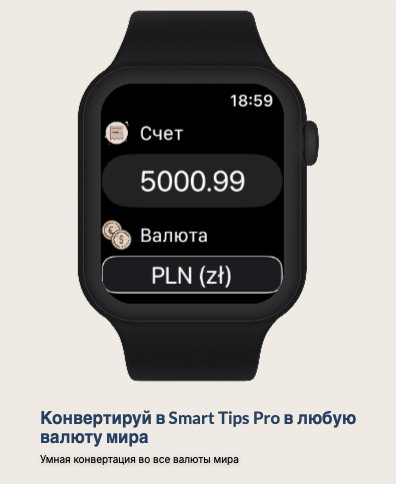 18:59
Счет
5000.99
Валюта
PLN (zł)
Конвертируй в Smart Tips Pro в любую
валюту мира
Умная конвертация во все валюты мира